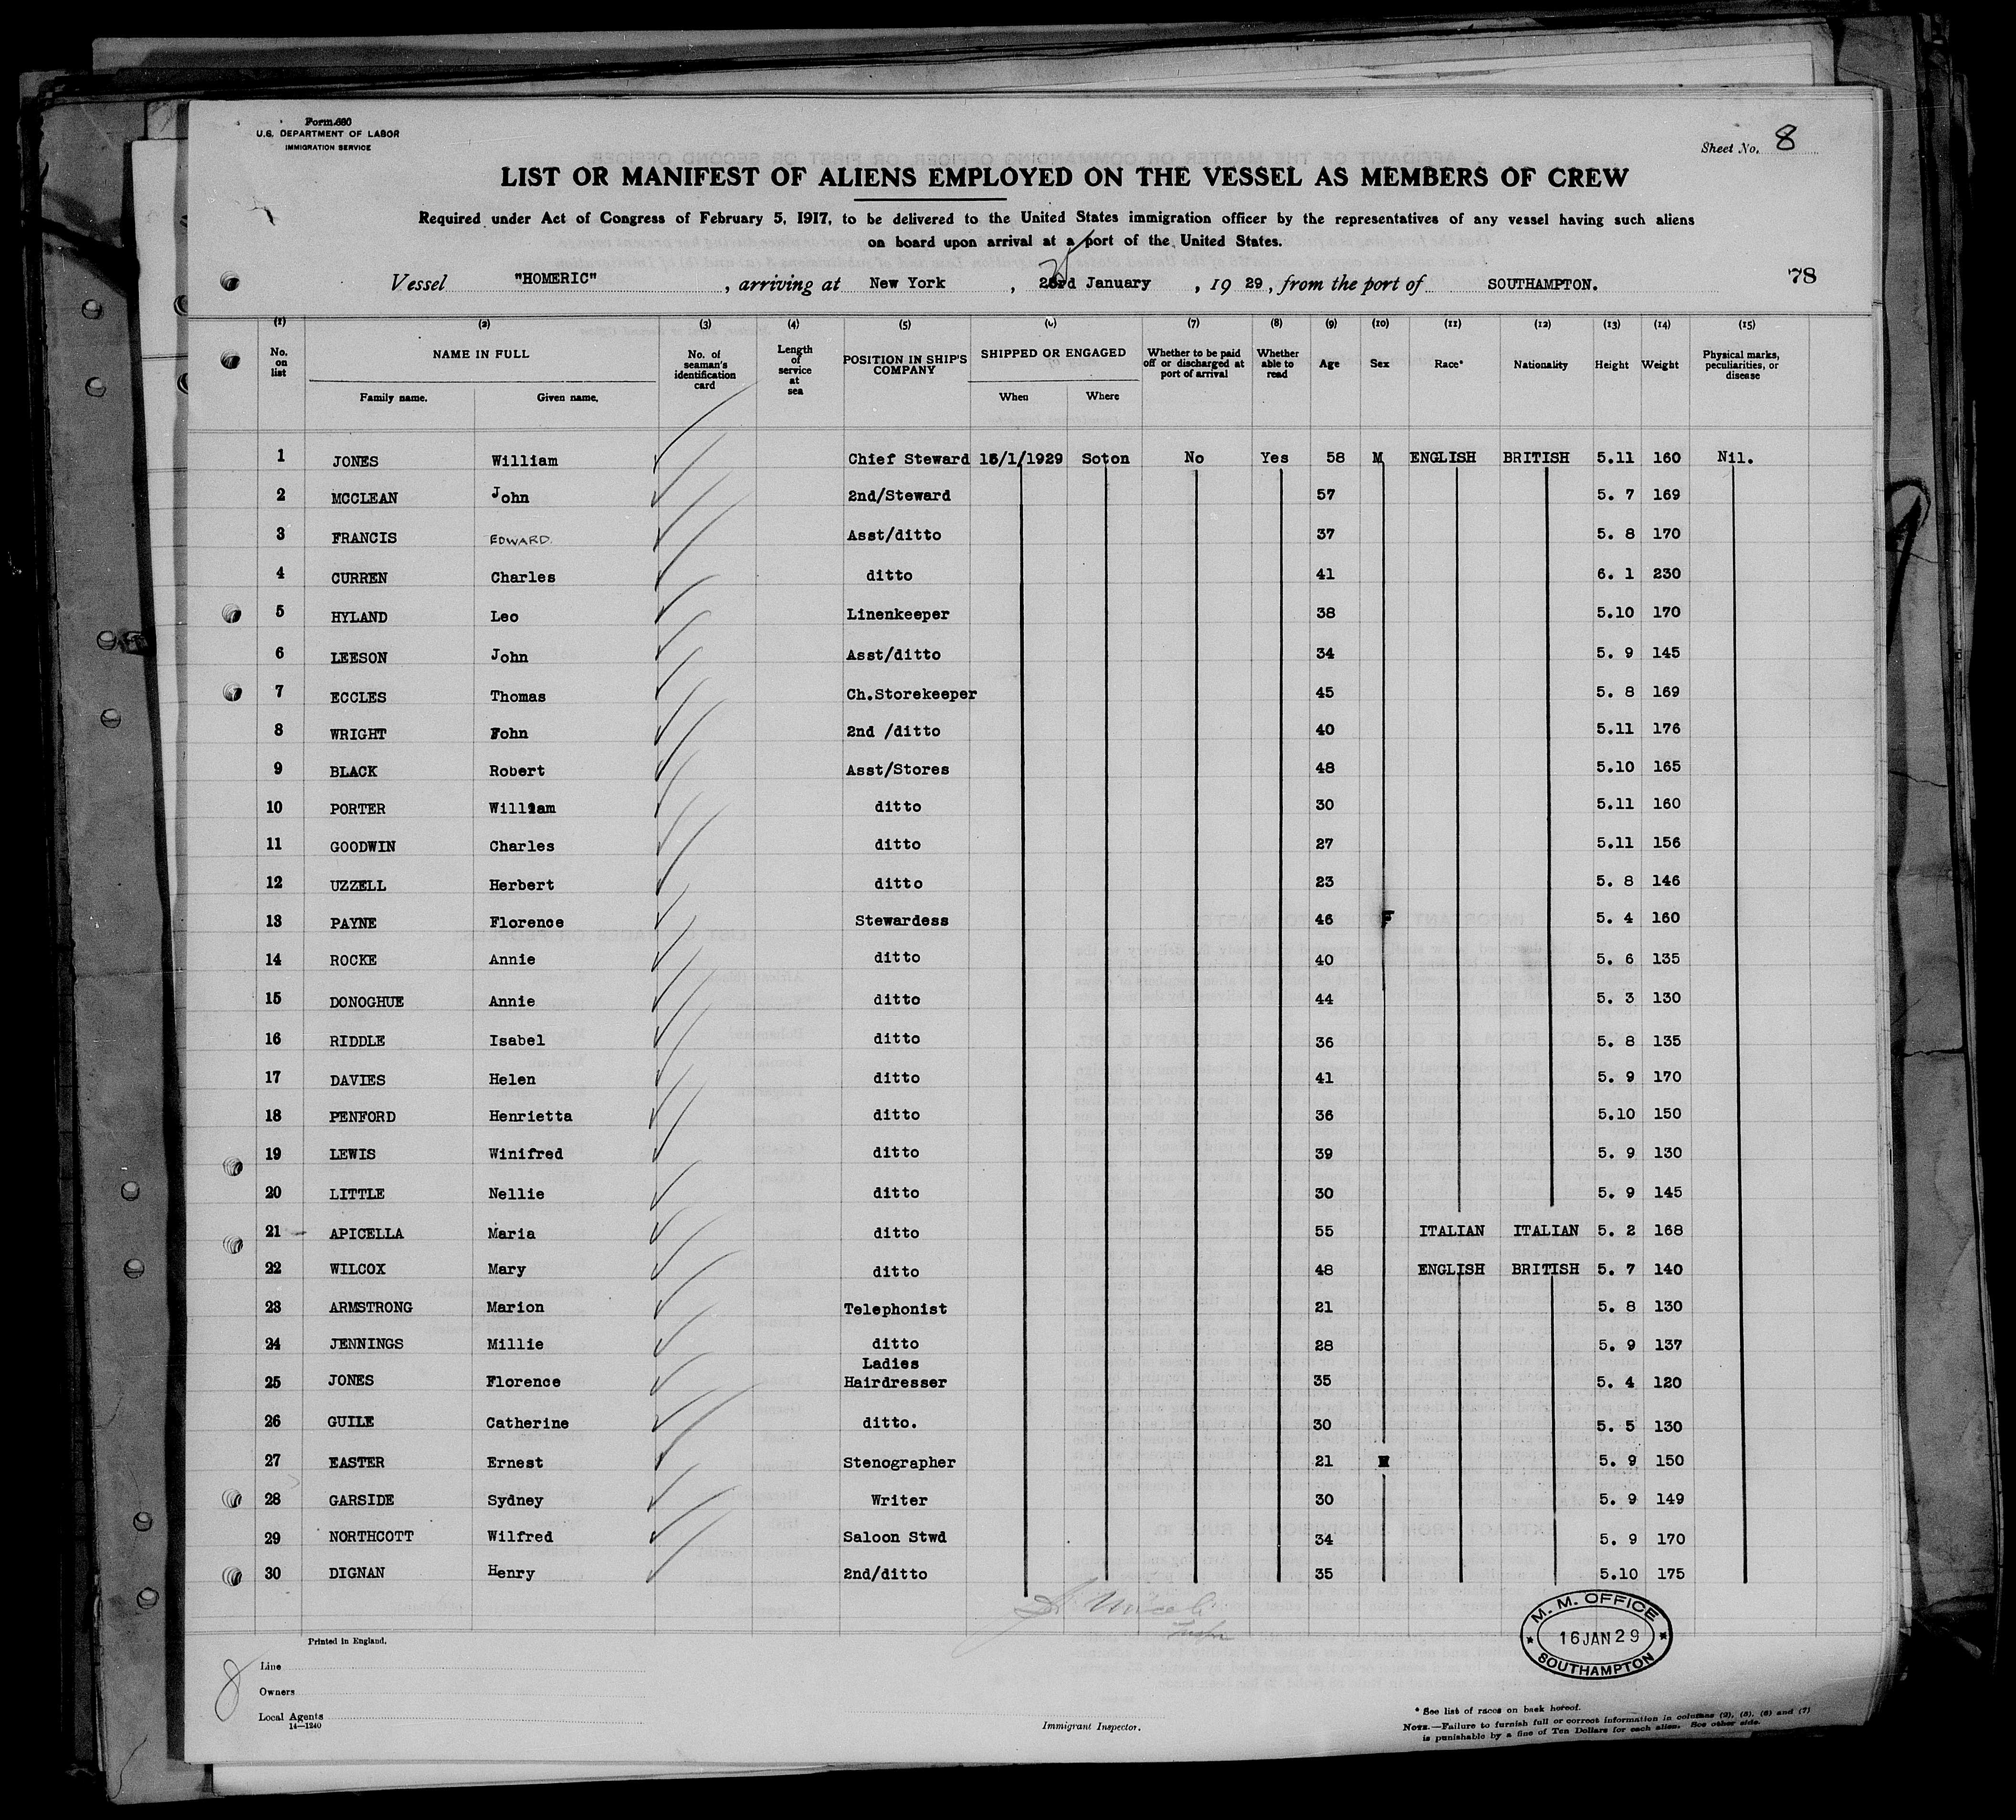 Form 680
U.S. DEPARTMENT OF LABOR
IMMIGRATION SERVICE
Sheet No. 8
LIST OR MANIFEST OF ALIENS EMPLOYED ON THE VESSEL AS MEMBERS OF CREW
Required under Act of Congress of February 5, 1917, to be delivered to the United States immigration officer by the representatives of any vessel having such aliens
on board upon arrival at a port of the United States.
Vessel "HOMERIC", arriving at New York, 23rd January, 1929, from the port of SOUTHAMPTON.
78
(1) (2) (3) (4) (5) (6) (7) (8) (9) (10) (11) (12) (13) (14) (15)
No. on list NAME IN FULL Family name. Given name. No. of seaman's identification card Length of service at sea POSITION IN SHIP'S COMPANY SHIPPED OR ENGAGED When Where Whether to be paid off or discharged at port of arrival Whether able to read Age Sex Race* Nationality Height Weight Physical marks, peculiarities, or disease
1 JONES William Chief Steward 15/1/1929 Soton No Yes 58 M ENGLISH BRITISH 5.11 160 Nil.
2 MCCLEAN John 2nd/Steward 57 5. 7 169
3 FRANCIS EDWARD. Asst/ditto 37 5. 8 170
4 CURREN Charles ditto 41 6. 1 230
5 HYLAND Leo Linenkeeper 38 5.10 170
6 LEESON John Asst/ditto 34 5. 9 145
7 ECCLES Thomas Ch.Storekeeper 45 5. 8 169
8 WRIGHT John 2nd /ditto 40 5.11 176
9 BLACK Robert Asst/Stores 48 5.10 165
10 PORTER William ditto 30 5.11 160
11 GOODWIN Charles ditto 27 5.11 156
12 UZZELL Herbert ditto 23 5. 8 146
13 PAYNE Florence Stewardess 46 F 5. 4 160
14 ROCKE Annie ditto 40 5. 6 135
15 DONOGHUE Annie ditto 44 5. 3 130
16 RIDDLE Isabel ditto 36 5. 8 135
17 DAVIES Helen ditto 41 5. 9 170
18 PENFORD Henrietta ditto 36 5.10 150
19 LEWIS Winifred ditto 39 5. 9 130
20 LITTLE Nellie ditto 30 5. 9 145
21 APICELLA Maria ditto 55 ITALIAN ITALIAN 5. 2 168
22 WILCOX Mary ditto 48 ENGLISH BRITISH 5. 7 140
23 ARMSTRONG Marion Telephonist 21 5. 8 130
24 JENNINGS Millie ditto 28 5. 9 137
25 JONES Florence Ladies Hairdresser 35 5. 4 120
26 GUILE Catherine ditto. 30 5. 5 130
27 EASTER Ernest Stenographer 21 M 5. 9 150
28 GARSIDE Sydney Writer 30 5. 9 149
29 NORTHCOTT Wilfred Saloon Stwd 34 5. 9 170
30 DIGNAN Henry 2nd/ditto 35 5.10 175
M. M. OFFICE
16 JAN 29
SOUTHAMPTON
Printed in England.
8
Line
Owners
Local Agents
14—1240
Immigrant Inspector.
* See list of races on back hereof.
NOTE.—Failure to furnish full or correct information in columns (2), (5), (6) and (7)
is punishable by a fine of Ten Dollars for each alien. See other side.